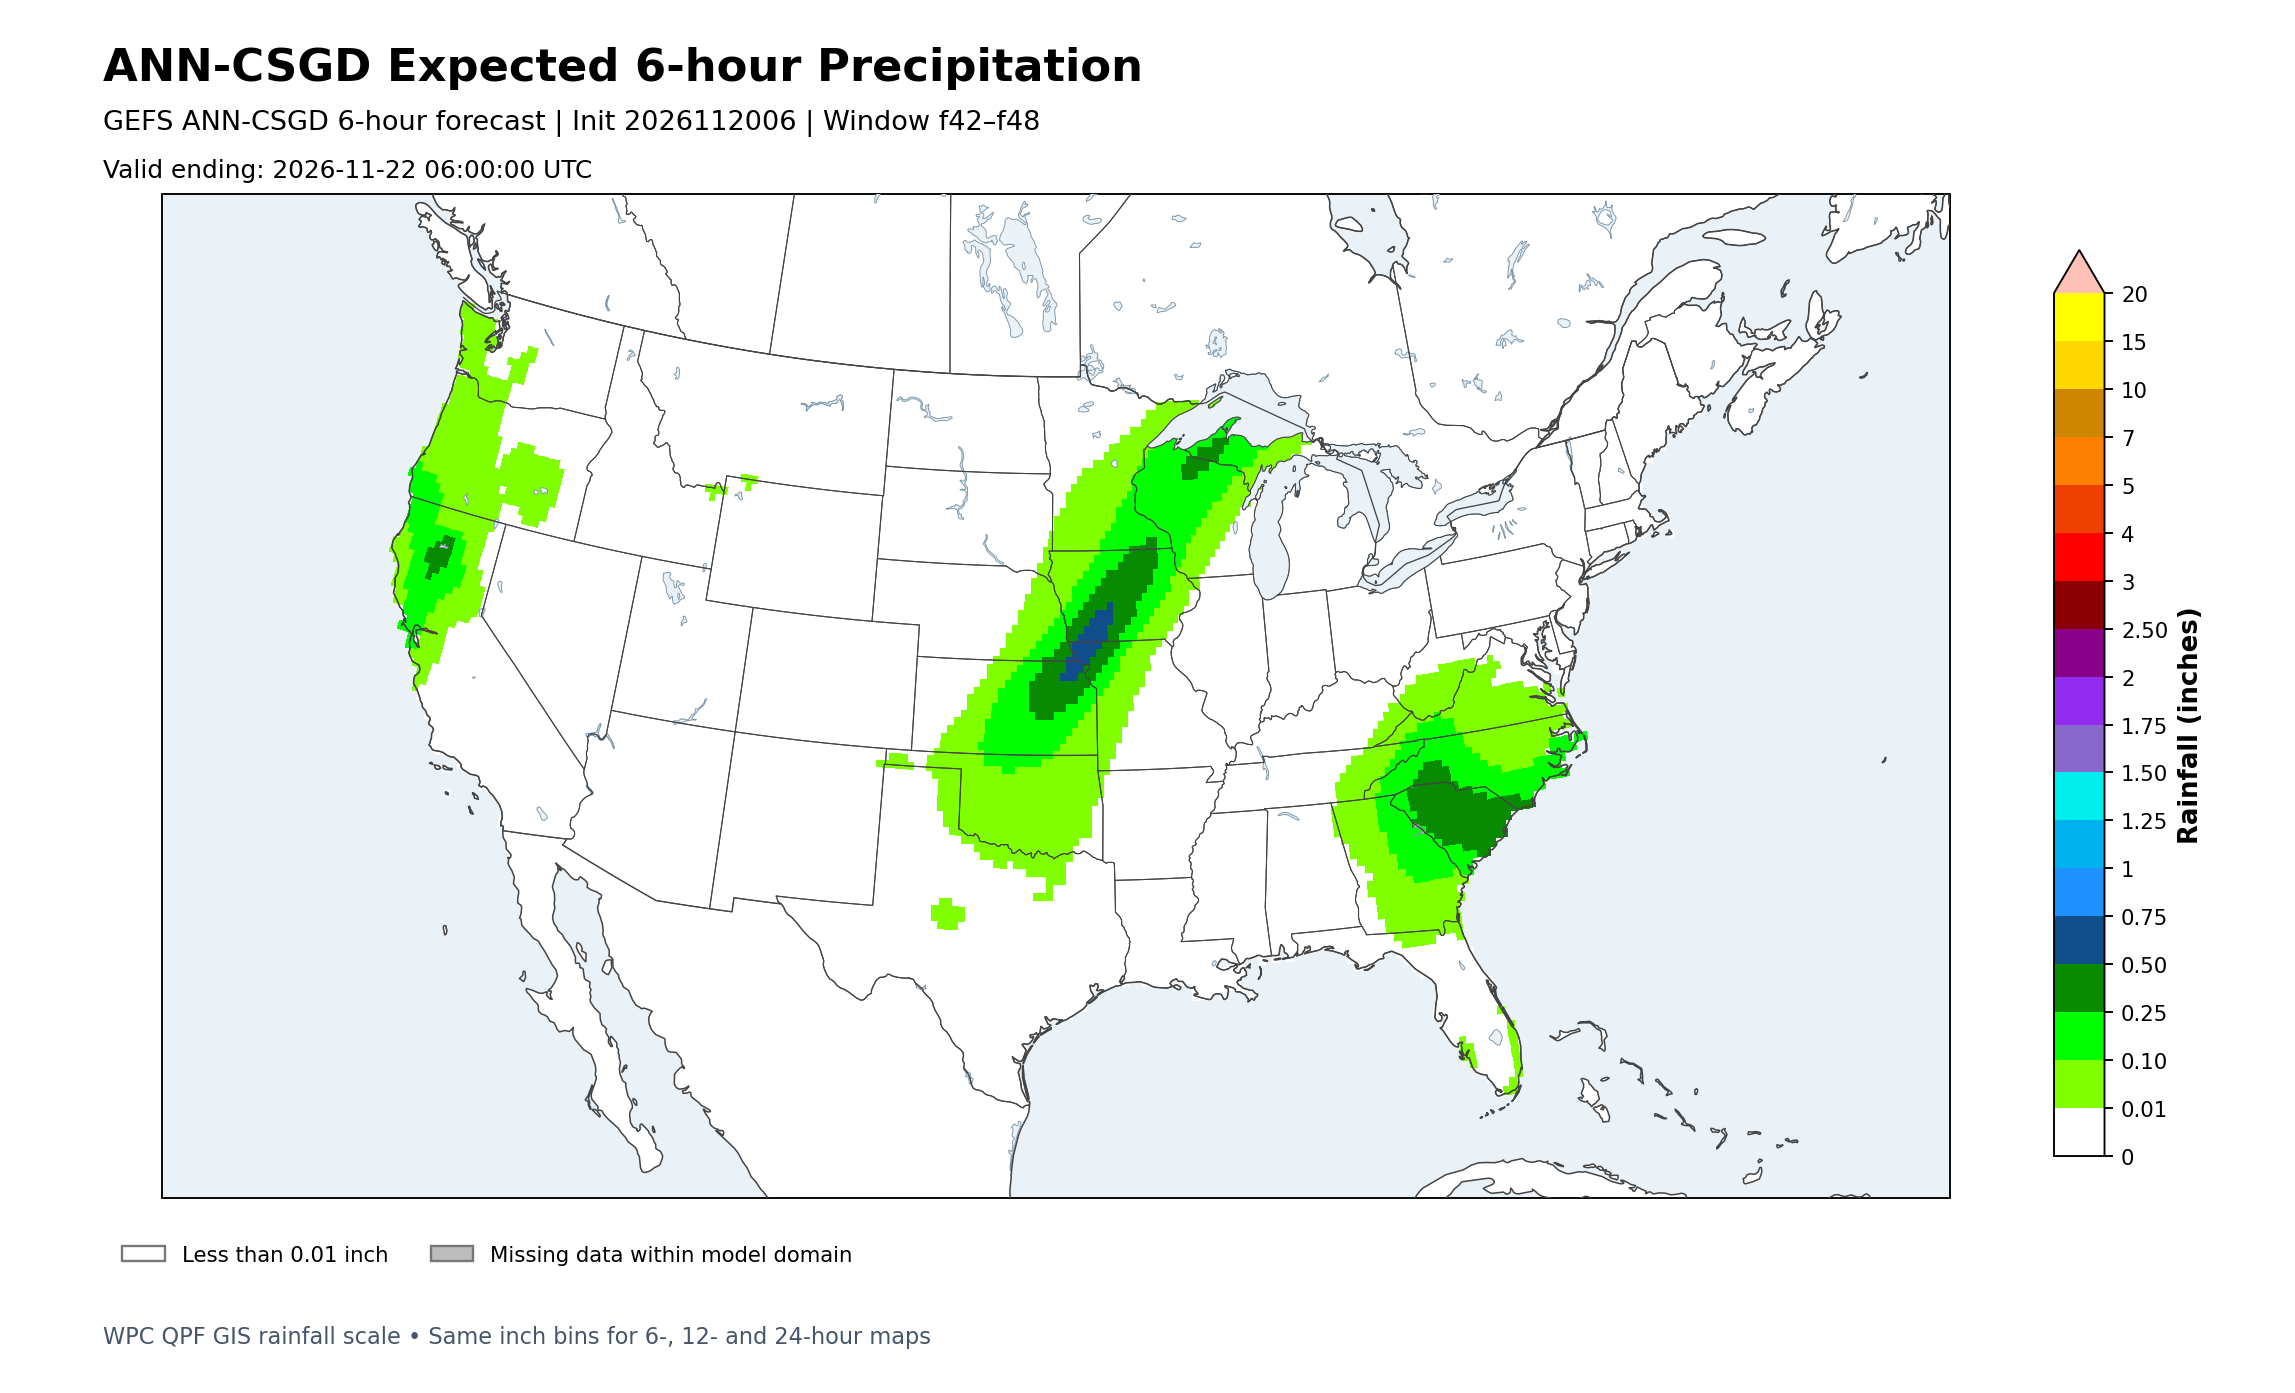 ANN-CSGD Expected 6-hour Precipitation
GEFS ANN-CSGD 6-hour forecast | Init 2026112006 | Window f42–f48
Valid ending: 2026-11-22 06:00:00 UTC
20
15
10
7
5
4
3
2.50
2
1.75
1.50
1.25
1
0.75
0.50
0.25
0.10
0.01
0
Rainfall (inches)
Less than 0.01 inch
Missing data within model domain
WPC QPF GIS rainfall scale • Same inch bins for 6-, 12- and 24-hour maps